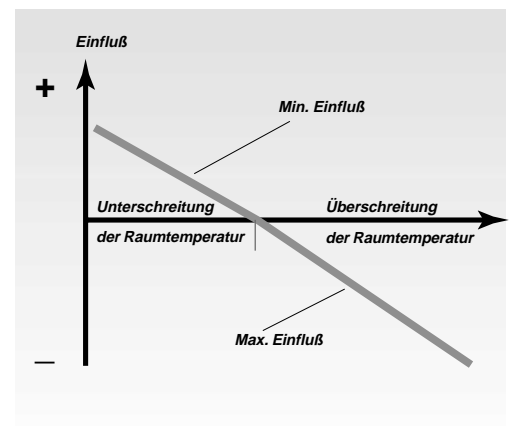 Einfluß
+
Min. Einfluß
Unterschreitung
der Raumtemperatur
Überschreitung
der Raumtemperatur
Max. Einfluß
–